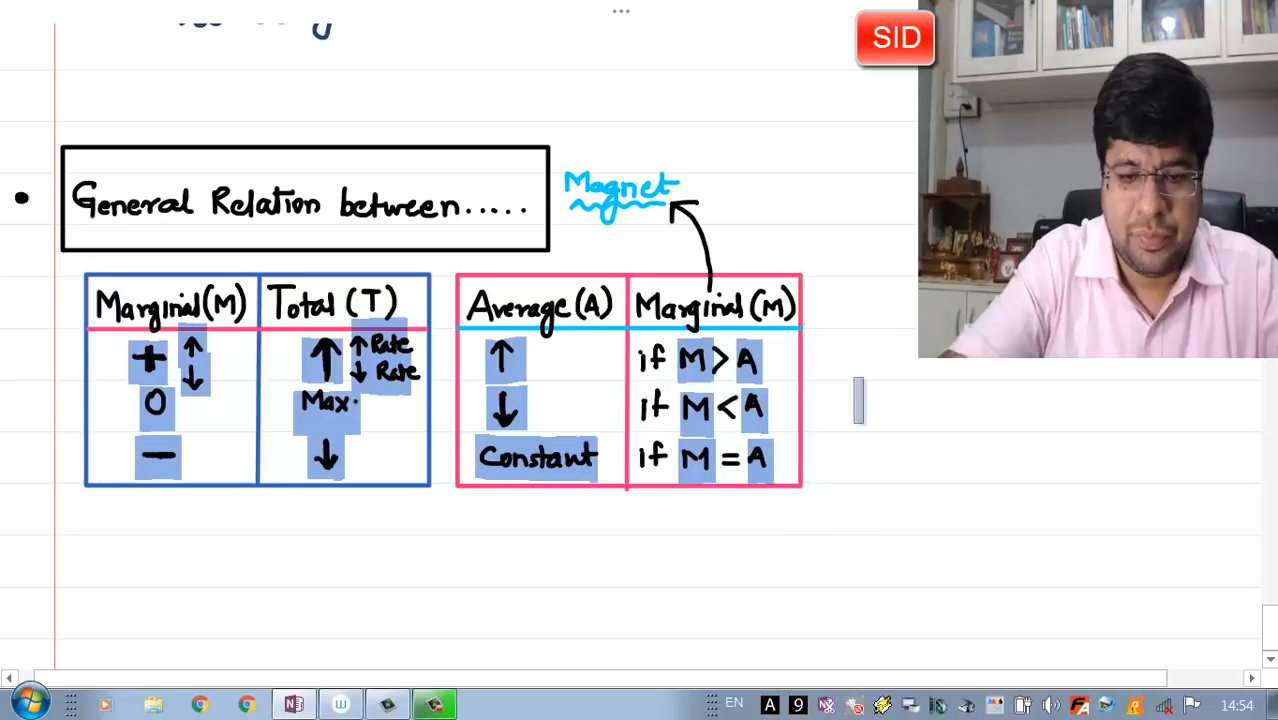 SID
General Relation between.....
Magnet
Marginal (M) Total (T)
+ ↑ ↓ ↑ ↑ Rate ↓ Rate
0 Max.
− ↓
Average (A) Marginal (M)
↑ if M > A
↓ if M < A
Constant if M = A
EN
A
9
14:54